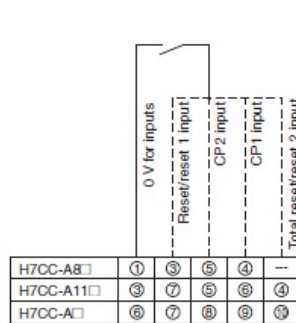 0 V for inputs
Reset/reset 1 input
CP2 input
CP1 input
Total reset/reset 2 input
H7CC-A8□ ① ③ ⑤ ④ ---
H7CC-A11□ ③ ⑦ ⑤ ⑥ ④
H7CC-A□ ⑥ ⑦ ⑧ ⑨ ⑩